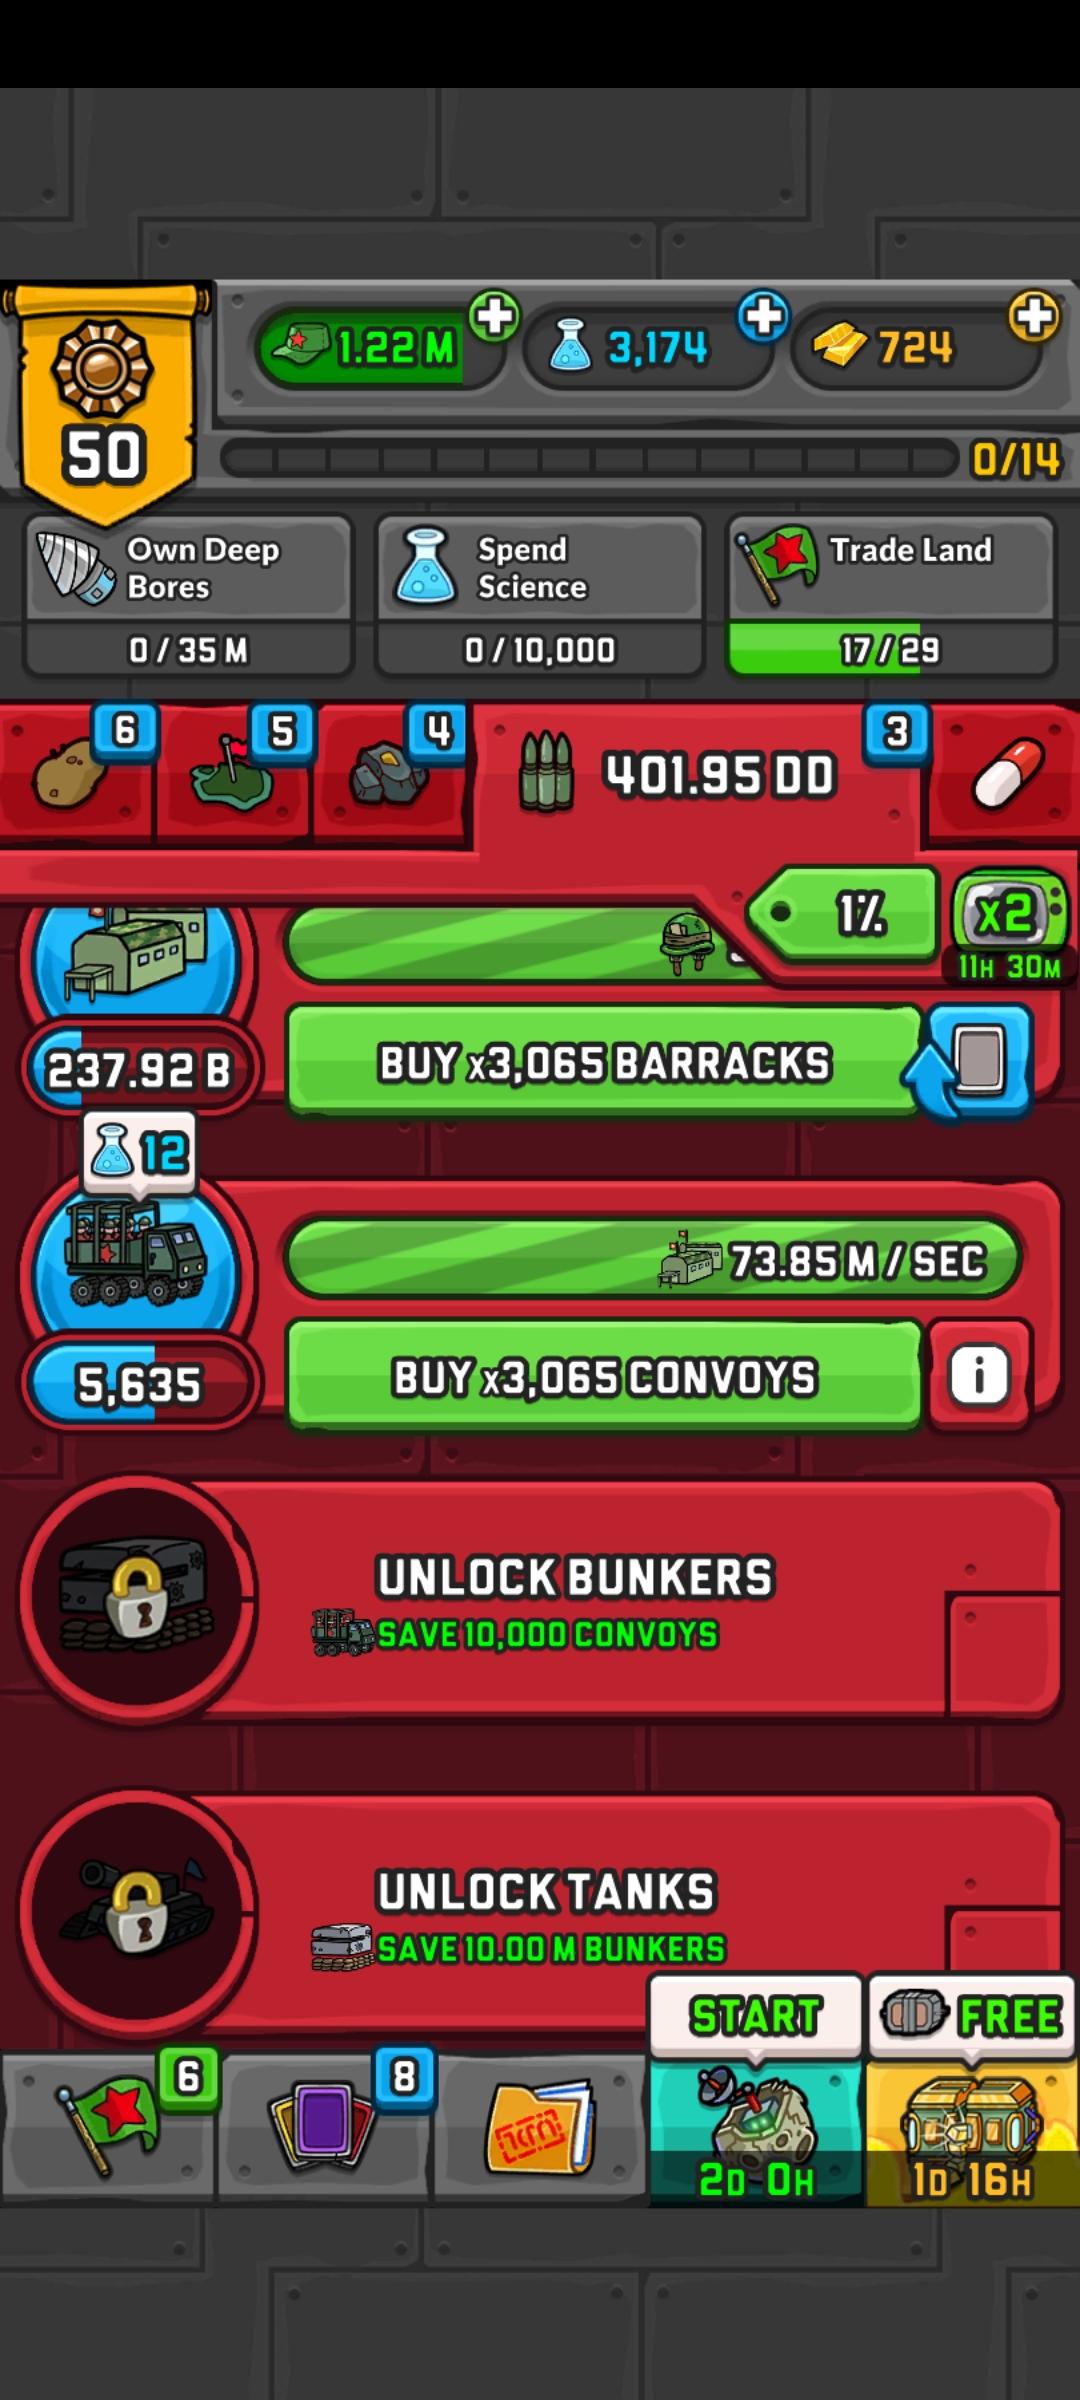 1.22 M
3,174
724
50
0/14
Own Deep
Bores
0 / 35 M
Spend
Science
0 / 10,000
Trade Land
17 / 29
6
5
4
401.95 DD
3
1%
x2
11H 30M
237.92 B
BUY x3,065 BARRACKS
12
73.85 M / SEC
5,635
BUY x3,065 CONVOYS
i
UNLOCK BUNKERS
SAVE 10,000 CONVOYS
UNLOCK TANKS
SAVE 10.00 M BUNKERS
START
FREE
6
8
2D 0H
1D 16H